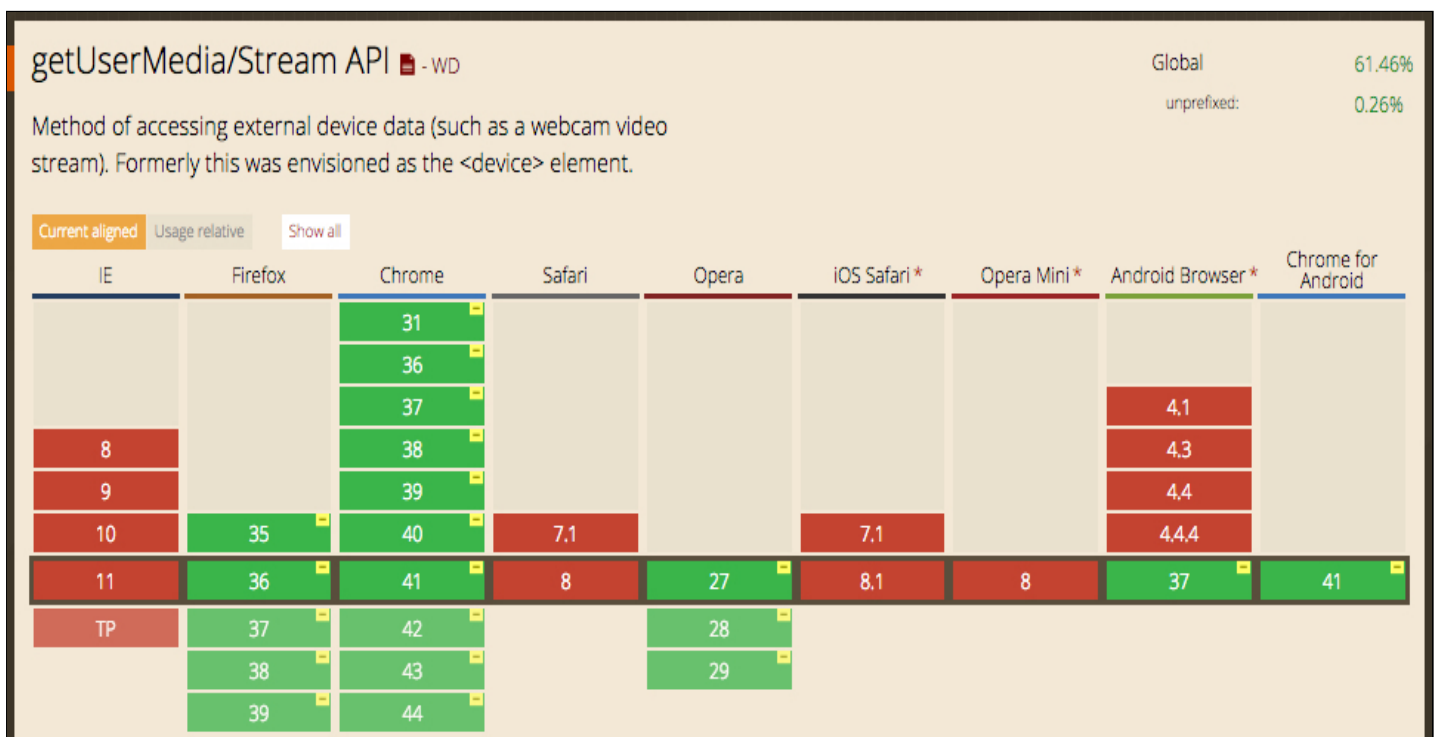 getUserMedia/Stream API - WD
Global 61.46%
unprefixed: 0.26%
Method of accessing external device data (such as a webcam video
stream). Formerly this was envisioned as the <device> element.
Current aligned Usage relative Show all
IE Firefox Chrome Safari Opera iOS Safari * Opera Mini * Android Browser * Chrome for
Android
31
36
37 4.1
8 38 4.3
9 39 4.4
10 35 40 7.1 7.1 4.4.4
11 36 41 8 27 8.1 8 37 41
TP 37 42 28
38 43 29
39 44